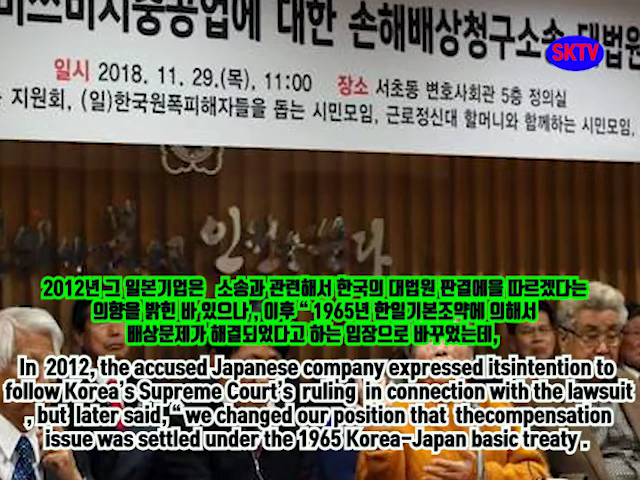 미쓰비시중공업에 대한 손해배상청구소송 대법원
SKTV
일시 2018. 11. 29.(목), 11:00 장소 서초동 변호사회관 5층 정의실
지원회, (일)한국원폭피해자들을 돕는 시민모임, 근로정신대 할머니와 함께하는 시민모임,
2012년 그 일본기업은 소송과 관련해서 한국의 대법원 판결에을 따르겠다는
의향을 밝힌 바 있으나 , 이후 “ 1965년 한일기본조약에 의해서
배상문제가 해결되었다고 하는 입장으로 바꾸었는데,
In 2012, the accused Japanese company expressed itsintention to
follow Korea's Supreme Court's ruling in connection with the lawsuit
, but later said, “ we changed our position that thecompensation
issue was settled under the 1965 Korea-Japan basic treaty .